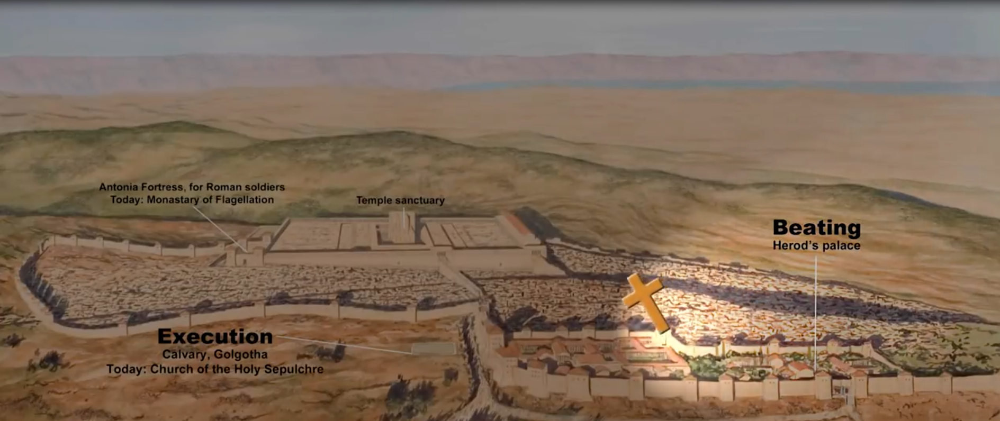 Antonia Fortress, for Roman soldiers
Today: Monastary of Flagellation
Temple sanctuary
Beating
Herod's palace
Execution
Calvary, Golgotha
Today: Church of the Holy Sepulchre